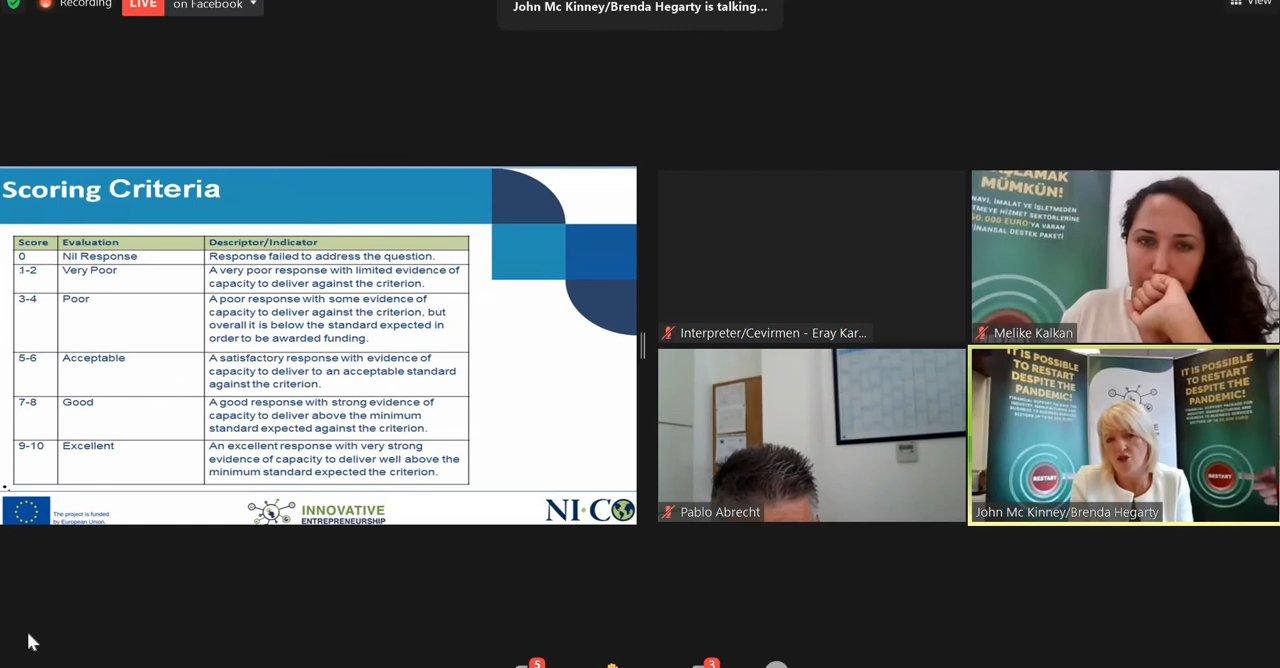 Recording
LIVE
on Facebook
John Mc Kinney/Brenda Hegarty is talking...
View
Scoring Criteria
Score Evaluation Descriptor/Indicator
0 Nil Response Response failed to address the question.
1-2 Very Poor A very poor response with limited evidence of
capacity to deliver against the criterion.
3-4 Poor A poor response with some evidence of
capacity to deliver against the criterion, but
overall it is below the standard expected in
order to be awarded funding.
5-6 Acceptable A satisfactory response with evidence of
capacity to deliver to an acceptable standard
against the criterion.
7-8 Good A good response with strong evidence of
capacity to deliver above the minimum
standard expected against the criterion.
9-10 Excellent An excellent response with very strong
evidence of capacity to deliver well above the
minimum standard expected the criterion.
The project is funded
by European Union.
INNOVATIVE
ENTREPRENEURSHIP
NI-CO
Interpreter/Cevirmen - Eray Kar...
MÜMKÜN!
FİNANSAL DESTEK PAKETİ
Melike Kalkan
Pablo Abrecht
IT IS POSSIBLE
TO RESTART
DESPITE THE
PANDEMIC!
RESTART
IT IS POSSIBLE
TO RESTART
DESPITE THE
PANDEMIC!
RESTART
John Mc Kinney/Brenda Hegarty
5
3